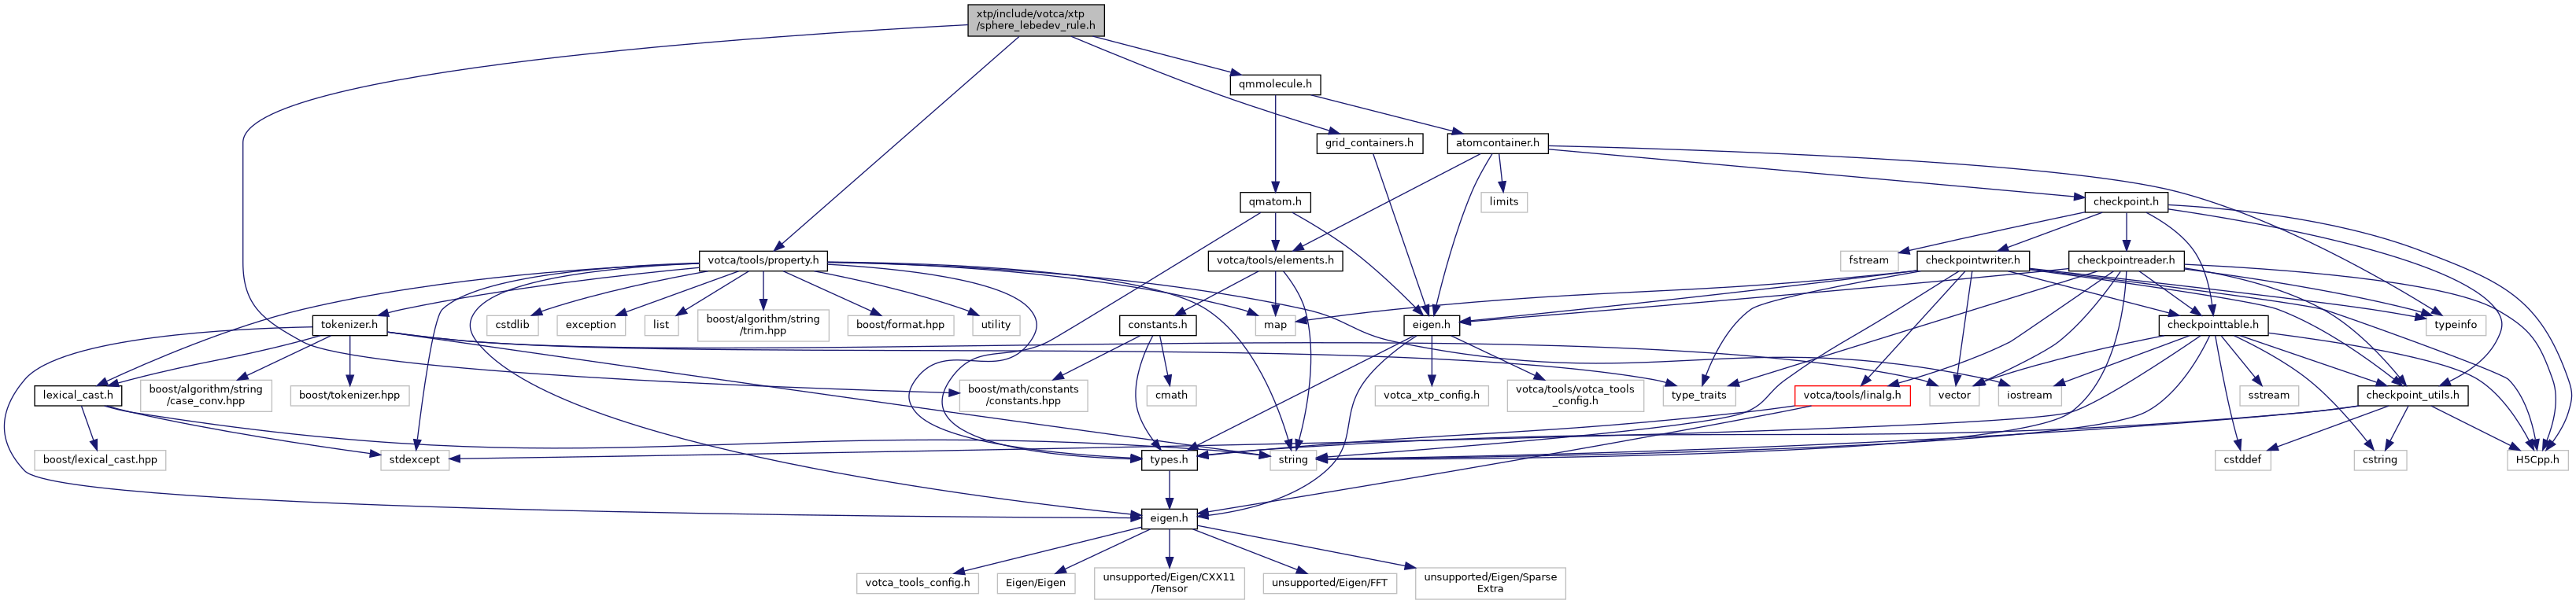 xtp/include/votca/xtp
/sphere_lebedev_rule.h
qmmolecule.h
grid_containers.h
atomcontainer.h
qmatom.h
limits
checkpoint.h
votca/tools/property.h
votca/tools/elements.h
fstream
checkpointwriter.h
checkpointreader.h
tokenizer.h
cstdlib
exception
list
boost/algorithm/string
/trim.hpp
boost/format.hpp
utility
constants.h
map
eigen.h
checkpointtable.h
typeinfo
lexical_cast.h
boost/algorithm/string
/case_conv.hpp
boost/tokenizer.hpp
boost/math/constants
/constants.hpp
cmath
votca_xtp_config.h
votca/tools/votca_tools
_config.h
type_traits
votca/tools/linalg.h
vector
iostream
sstream
checkpoint_utils.h
boost/lexical_cast.hpp
stdexcept
types.h
string
cstddef
cstring
H5Cpp.h
eigen.h
votca_tools_config.h
Eigen/Eigen
unsupported/Eigen/CXX11
/Tensor
unsupported/Eigen/FFT
unsupported/Eigen/Sparse
Extra